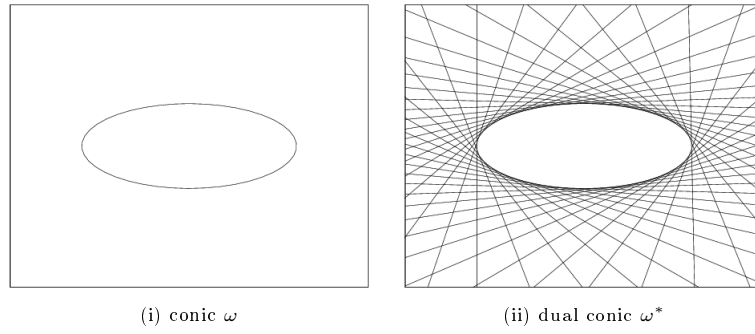 (i) conic ω
(ii) dual conic ω*